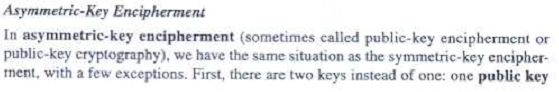 Asymmetric-Key Encipherment
In asymmetric-key encipherment (sometimes called public-key encipherment or
public-key cryptography), we have the same situation as the symmetric-key encipher-
ment, with a few exceptions. First, there are two keys instead of one: one public key